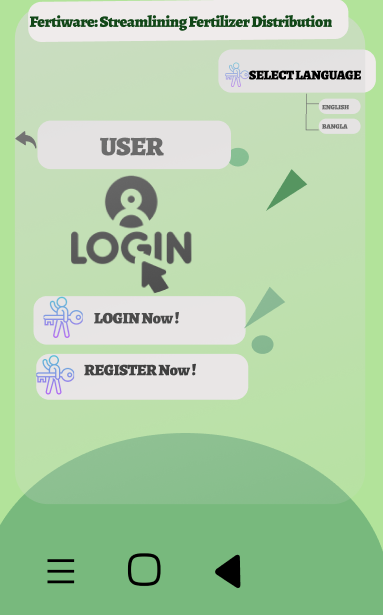 Fertiware: Streamlining Fertilizer Distribution
SELECT LANGUAGE
ENGLISH
BANGLA
USER
LOGIN
LOGIN Now !
REGISTER Now !